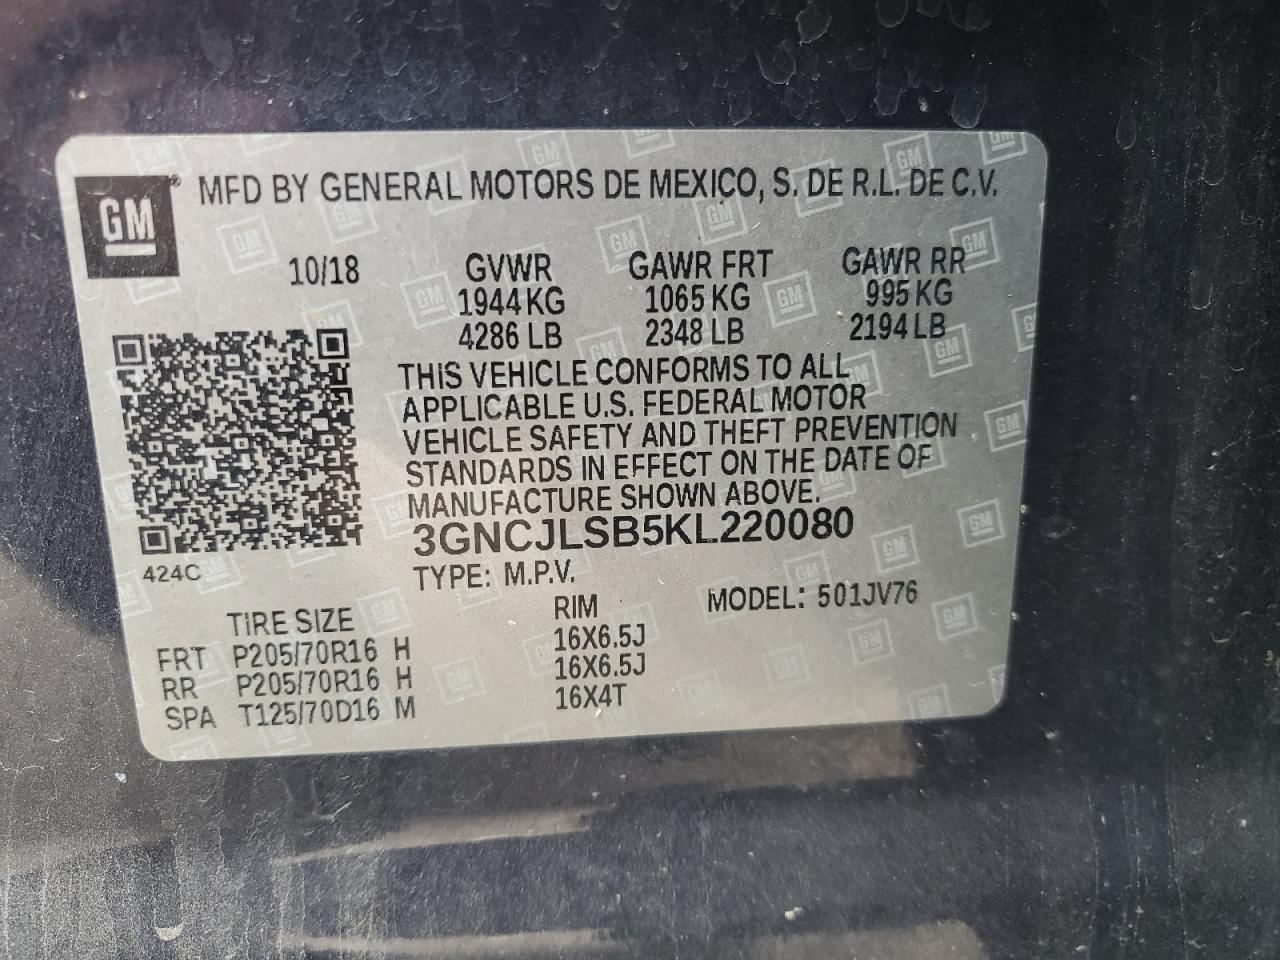 GM ® MFD BY GENERAL MOTORS DE MEXICO, S. DE R.L. DE C.V.
10/18 GVWR GAWR FRT GAWR RR
1944 KG 1065 KG 995 KG
4286 LB 2348 LB 2194 LB
THIS VEHICLE CONFORMS TO ALL
APPLICABLE U.S. FEDERAL MOTOR
VEHICLE SAFETY AND THEFT PREVENTION
STANDARDS IN EFFECT ON THE DATE OF
MANUFACTURE SHOWN ABOVE.
3GNCJLSB5KL220080
424C TYPE: M.P.V.
TIRE SIZE RIM MODEL: 501JV76
FRT P205/70R16 H 16X6.5J
RR P205/70R16 H 16X6.5J
SPA T125/70D16 M 16X4T